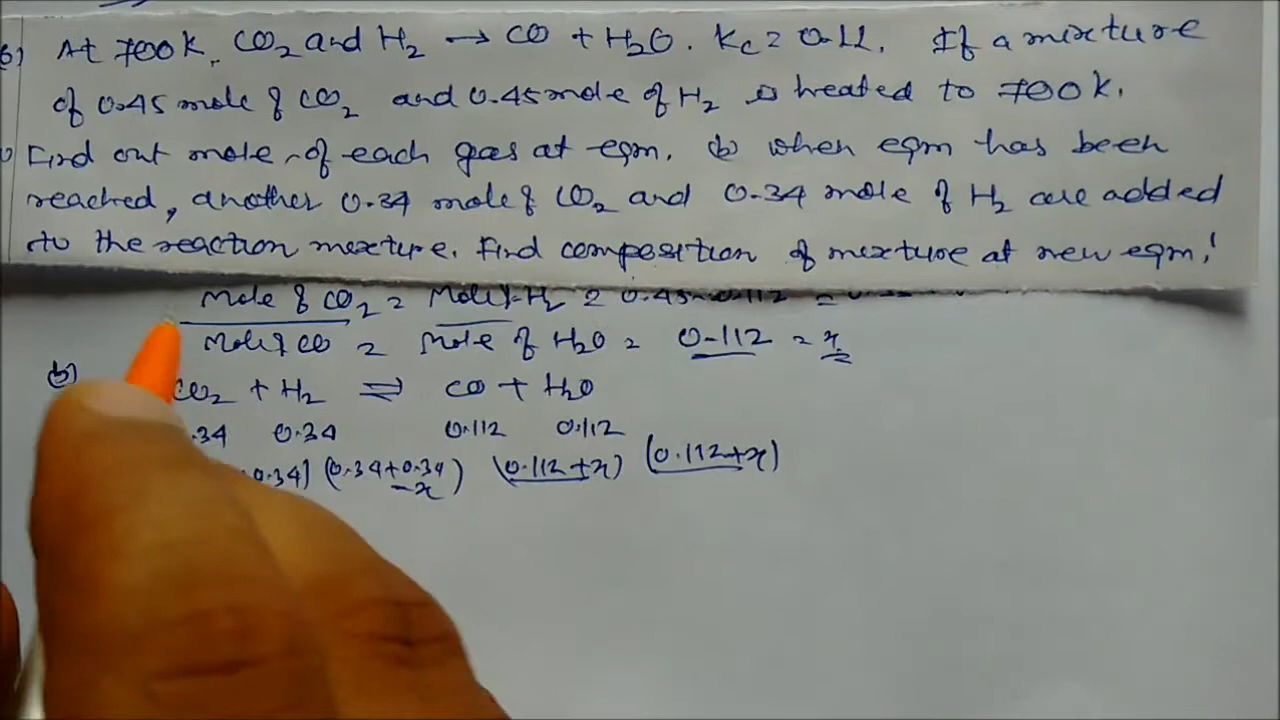 6) At 700k, CO2 and H2 → CO + H2O. Kc = 0.11. If a mixture
of 0.45 mole of CO2 and 0.45 mole of H2 is heated to 700k.
Find out mole of each gas at eqm. (b) when eqm has been
reached, another 0.34 mole of CO2 and 0.34 mole of H2 are added
to the reaction mixture. Find composition of mixture at new eqm!
mole of CO2 = Mole of H2 = 0.45-0.112 =
Mole of CO = Mole of H2O = 0.112 = x
(b)
CO2 + H2 ⇌ CO + H2O
.34 0.34 0.112 0.112
0.34) (0.34+0.34-x) (0.112+x) (0.112+x)